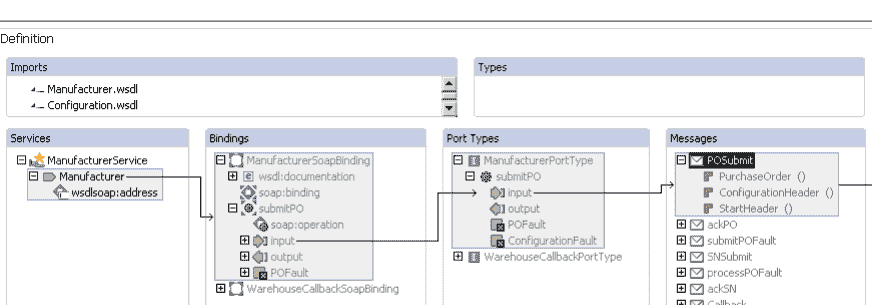 Definition
Imports
Manufacturer.wsdl
Configuration.wsdl
Types
Services
ManufacturerService
Manufacturer
wsdlsoap:address
Bindings
ManufacturerSoapBinding
wsdl:documentation
soap:binding
submitPO
soap:operation
input
output
POFault
WarehouseCallbackSoapBinding
Port Types
ManufacturerPortType
submitPO
input
output
POFault
ConfigurationFault
WarehouseCallbackPortType
Messages
POSubmit
PurchaseOrder ()
ConfigurationHeader ()
StartHeader ()
ackPO
submitPOFault
SNSubmit
processPOFault
ackSN
Callback